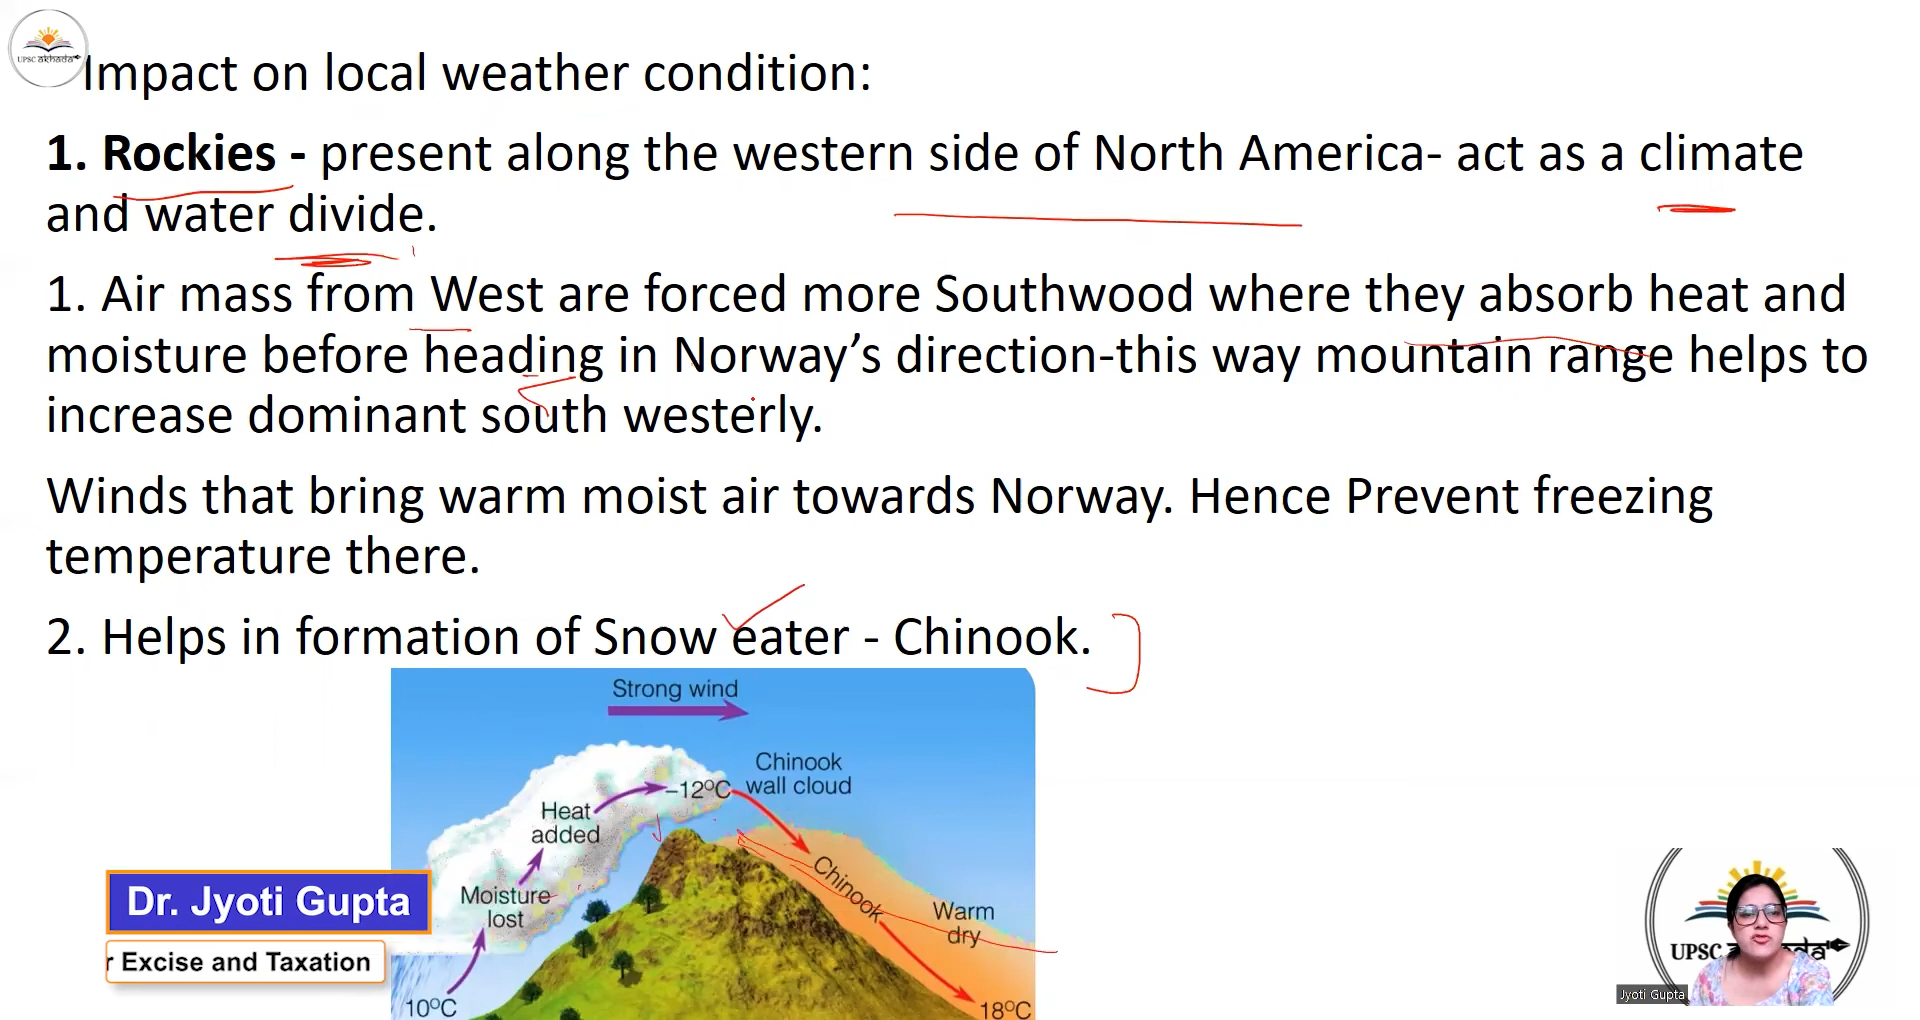 UPSC akhada
Impact on local weather condition:
1. Rockies - present along the western side of North America- act as a climate
and water divide.
1. Air mass from West are forced more Southwood where they absorb heat and
moisture before heading in Norway’s direction-this way mountain range helps to
increase dominant south westerly.
Winds that bring warm moist air towards Norway. Hence Prevent freezing
temperature there.
2. Helps in formation of Snow eater - Chinook.
Strong wind
Chinook
wall cloud
–12°C
Heat
added
Moisture
lost
10°C
Chinook
Warm
dry
18°C
Dr. Jyoti Gupta
r Excise and Taxation
UPSC
Jyoti Gupta